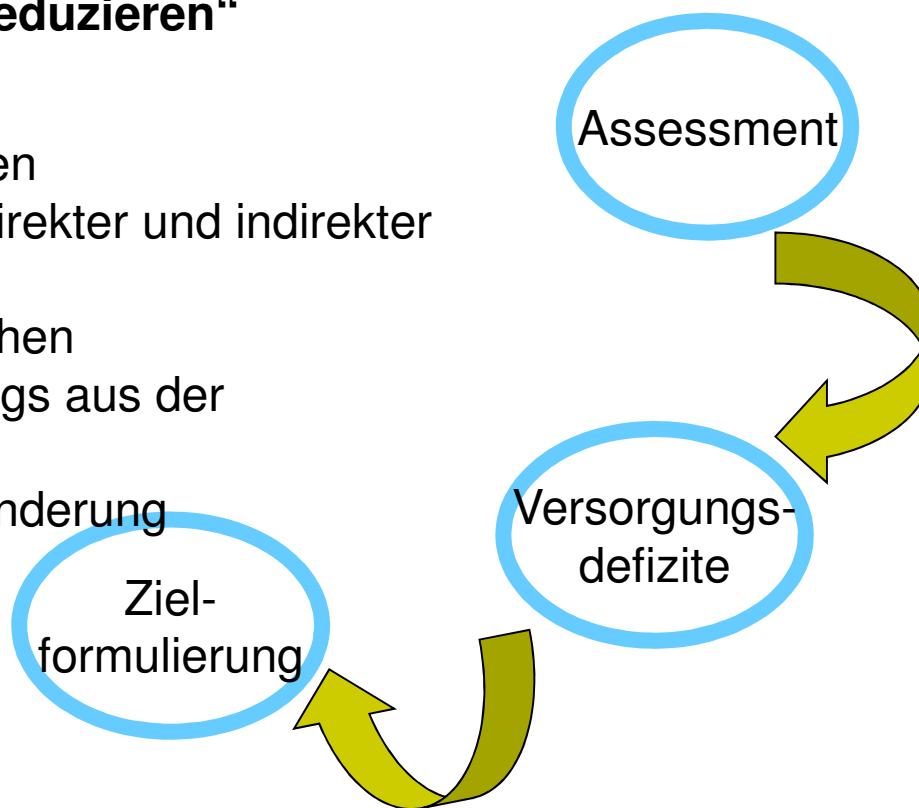 eduzieren“
en
irekter und indirekter
hen
gs aus der
nderung
Assessment
Versorgungs-
defizite
Ziel-
formulierung